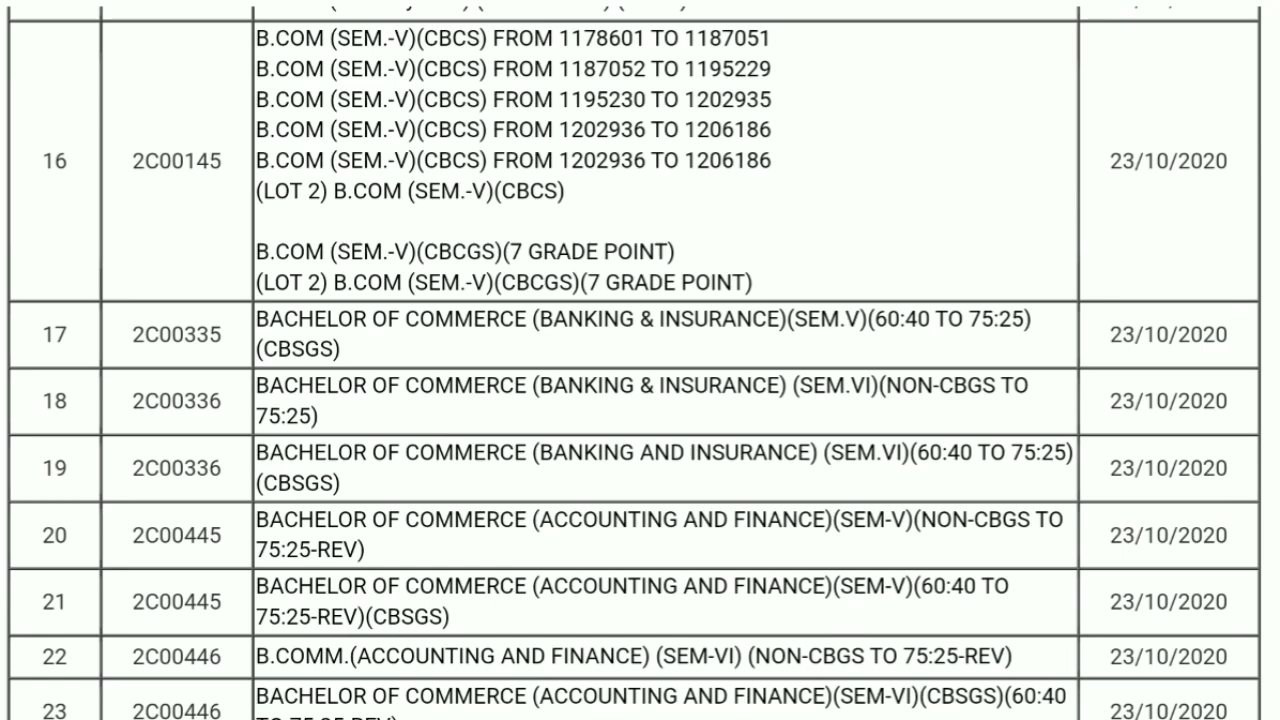 16
2C00145
B.COM (SEM.-V)(CBCS) FROM 1178601 TO 1187051
B.COM (SEM.-V)(CBCS) FROM 1187052 TO 1195229
B.COM (SEM.-V)(CBCS) FROM 1195230 TO 1202935
B.COM (SEM.-V)(CBCS) FROM 1202936 TO 1206186
B.COM (SEM.-V)(CBCS) FROM 1202936 TO 1206186
(LOT 2) B.COM (SEM.-V)(CBCS)
B.COM (SEM.-V)(CBCGS)(7 GRADE POINT)
(LOT 2) B.COM (SEM.-V)(CBCGS)(7 GRADE POINT)
23/10/2020
17
2C00335
BACHELOR OF COMMERCE (BANKING & INSURANCE)(SEM.V)(60:40 TO 75:25)
(CBSGS)
23/10/2020
18
2C00336
BACHELOR OF COMMERCE (BANKING & INSURANCE) (SEM.VI)(NON-CBGS TO
75:25)
23/10/2020
19
2C00336
BACHELOR OF COMMERCE (BANKING AND INSURANCE) (SEM.VI)(60:40 TO 75:25)
(CBSGS)
23/10/2020
20
2C00445
BACHELOR OF COMMERCE (ACCOUNTING AND FINANCE)(SEM-V)(NON-CBGS TO
75:25-REV)
23/10/2020
21
2C00445
BACHELOR OF COMMERCE (ACCOUNTING AND FINANCE)(SEM-V)(60:40 TO
75:25-REV)(CBSGS)
23/10/2020
22
2C00446
B.COMM.(ACCOUNTING AND FINANCE) (SEM-VI) (NON-CBGS TO 75:25-REV)
23/10/2020
23
2C00446
BACHELOR OF COMMERCE (ACCOUNTING AND FINANCE)(SEM-VI)(CBSGS)(60:40
23/10/2020